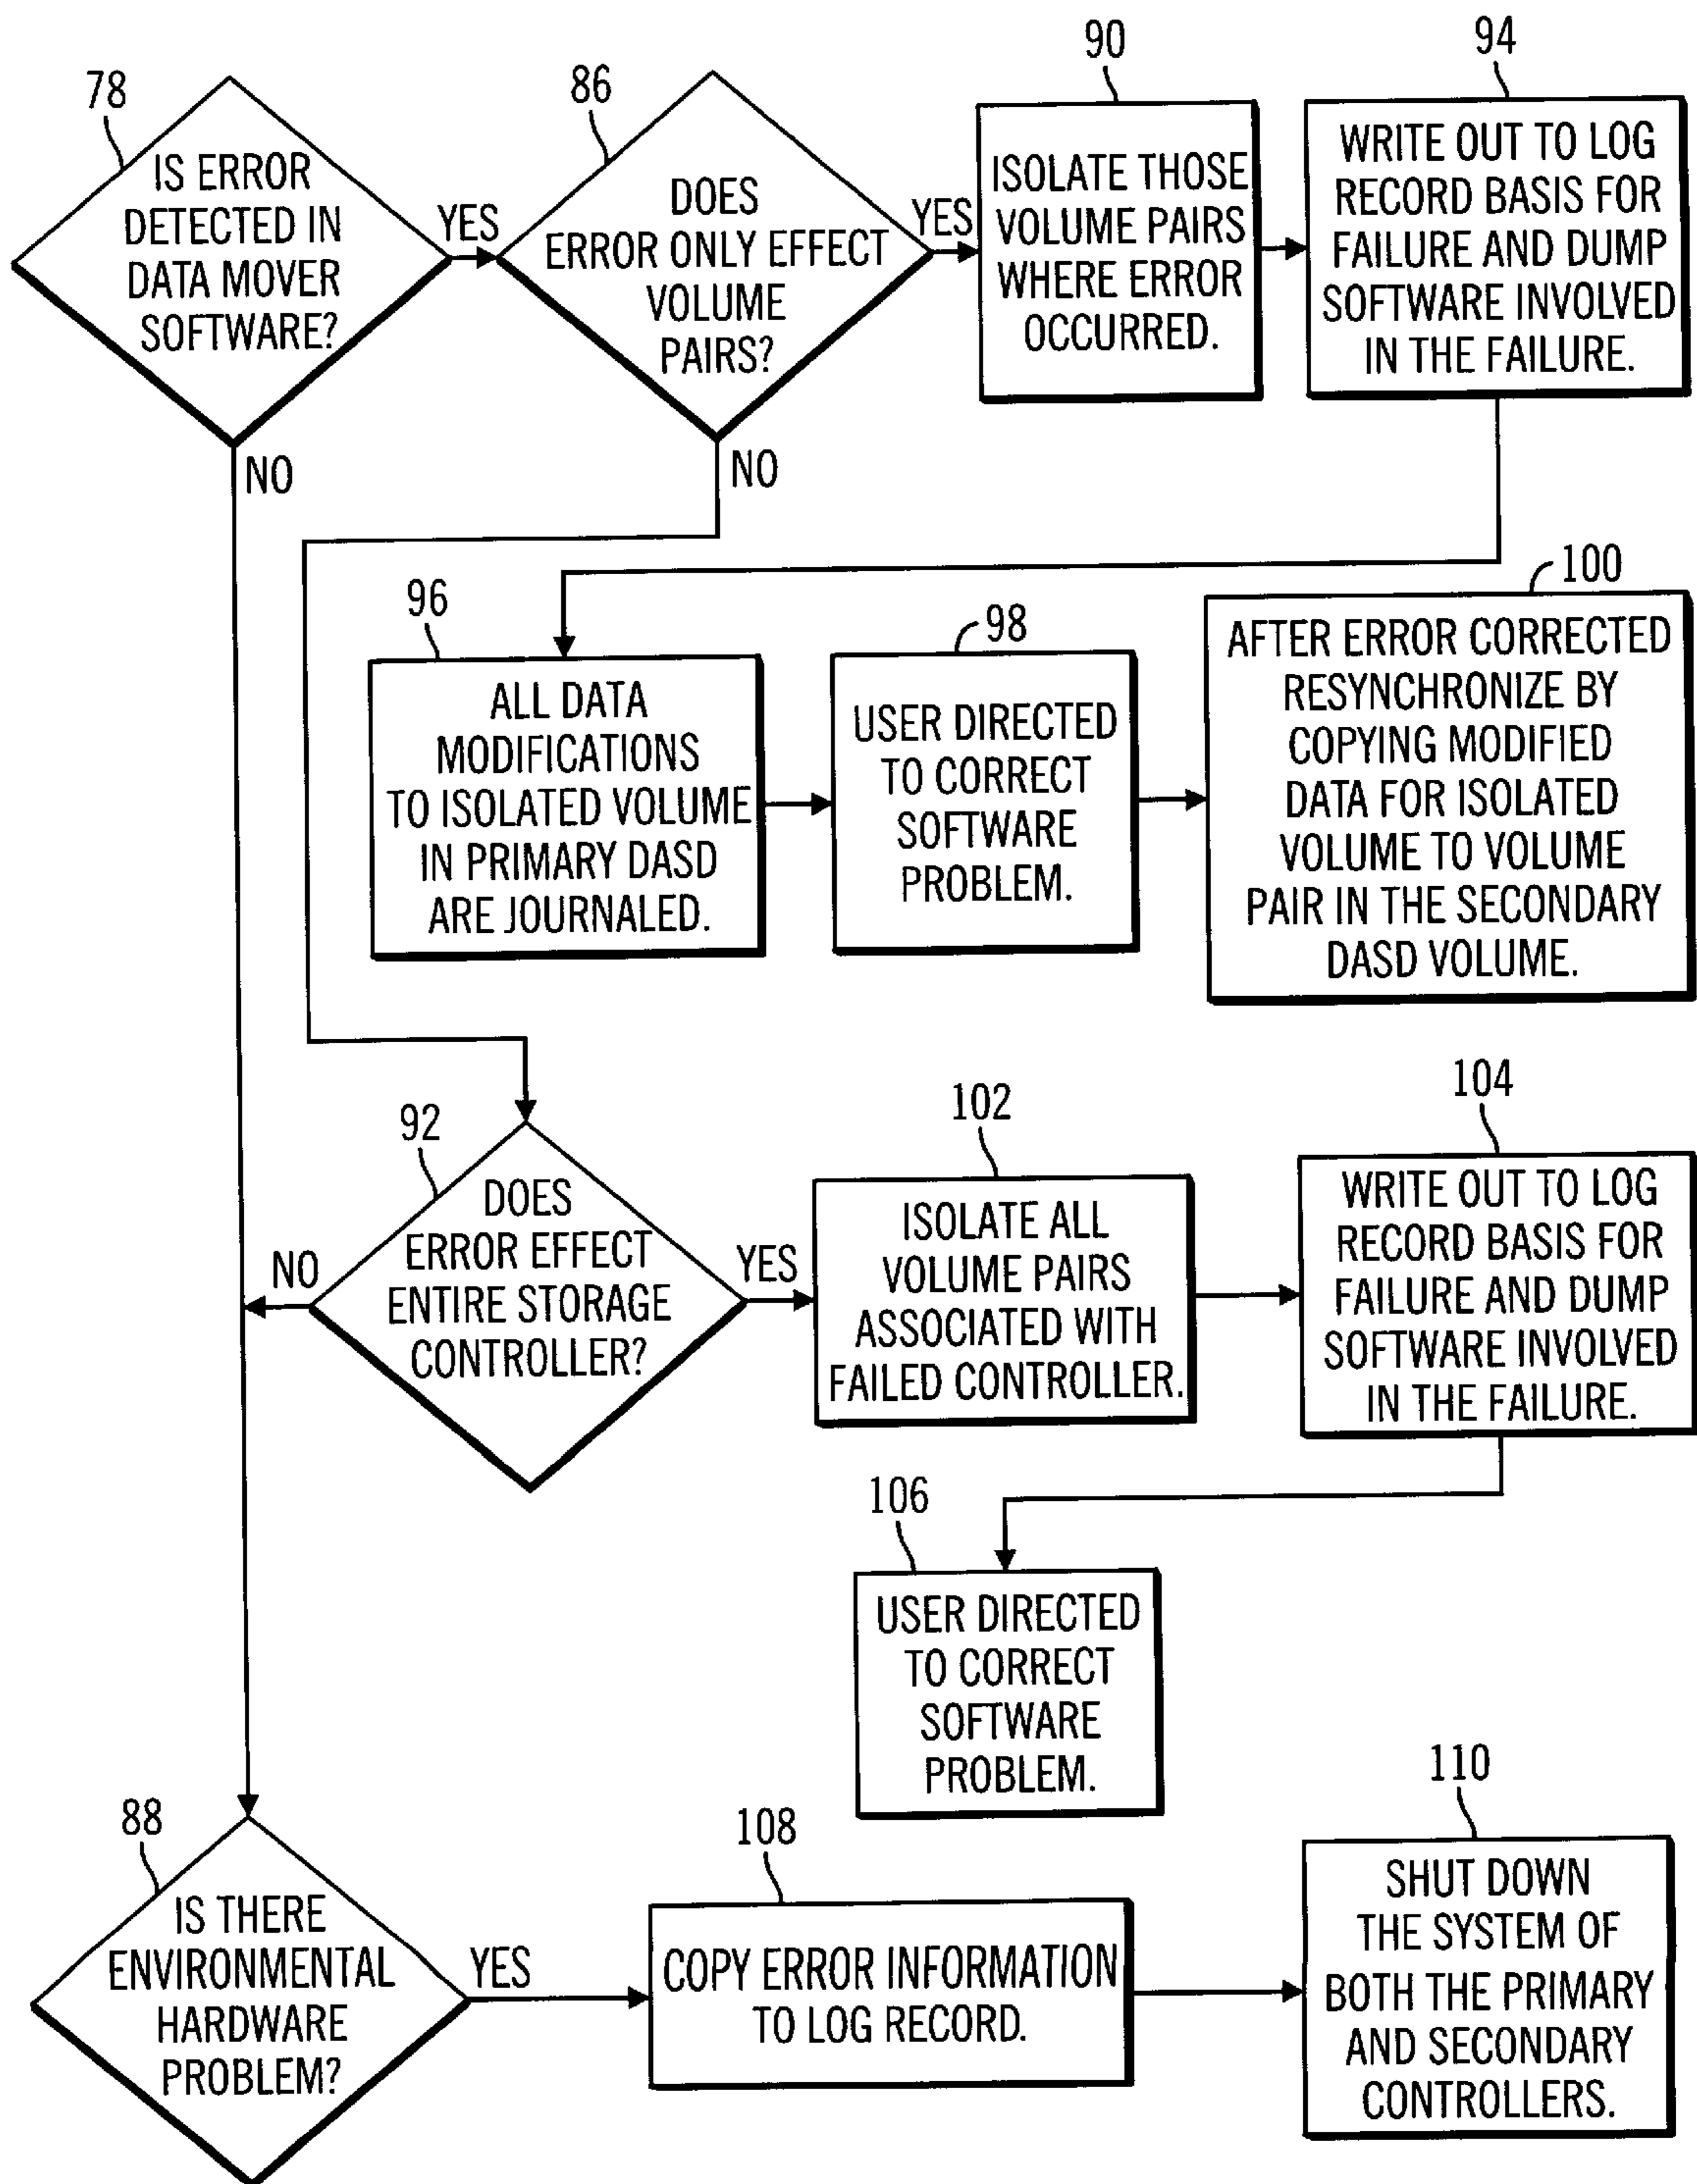 78
IS ERROR
DETECTED IN
DATA MOVER
SOFTWARE?
YES
NO
86
DOES
ERROR ONLY EFFECT
VOLUME
PAIRS?
YES
NO
90
ISOLATE THOSE
VOLUME PAIRS
WHERE ERROR
OCCURRED.
94
WRITE OUT TO LOG
RECORD BASIS FOR
FAILURE AND DUMP
SOFTWARE INVOLVED
IN THE FAILURE.
96
ALL DATA
MODIFICATIONS
TO ISOLATED VOLUME
IN PRIMARY DASD
ARE JOURNALED.
98
USER DIRECTED
TO CORRECT
SOFTWARE
PROBLEM.
100
AFTER ERROR CORRECTED
RESYNCHRONIZE BY
COPYING MODIFIED
DATA FOR ISOLATED
VOLUME TO VOLUME
PAIR IN THE SECONDARY
DASD VOLUME.
92
DOES
ERROR EFFECT
ENTIRE STORAGE
CONTROLLER?
NO
YES
102
ISOLATE ALL
VOLUME PAIRS
ASSOCIATED WITH
FAILED CONTROLLER.
104
WRITE OUT TO LOG
RECORD BASIS FOR
FAILURE AND DUMP
SOFTWARE INVOLVED
IN THE FAILURE.
106
USER DIRECTED
TO CORRECT
SOFTWARE
PROBLEM.
88
IS THERE
ENVIRONMENTAL
HARDWARE
PROBLEM?
YES
108
COPY ERROR INFORMATION
TO LOG RECORD.
110
SHUT DOWN
THE SYSTEM OF
BOTH THE PRIMARY
AND SECONDARY
CONTROLLERS.